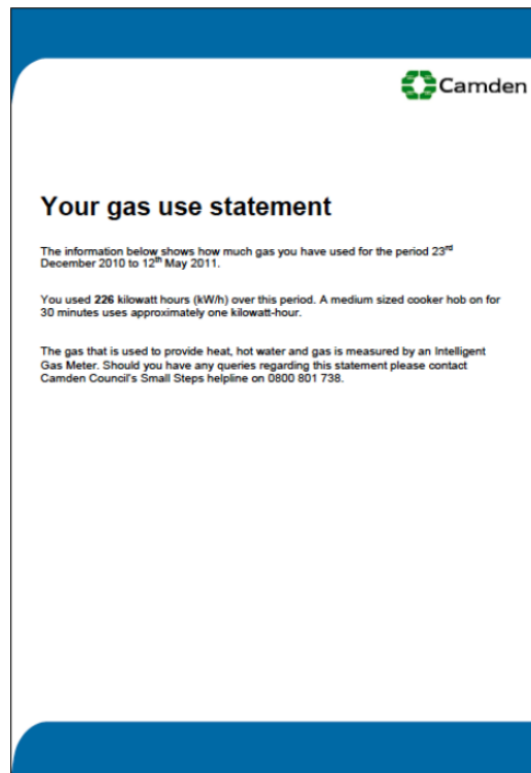 Camden
Your gas use statement
The information below shows how much gas you have used for the period 23rd
December 2010 to 12th May 2011.
You used 226 kilowatt hours (kW/h) over this period. A medium sized cooker hob on for
30 minutes uses approximately one kilowatt-hour.
The gas that is used to provide heat, hot water and gas is measured by an Intelligent
Gas Meter. Should you have any queries regarding this statement please contact
Camden Council's Small Steps helpline on 0800 801 738.